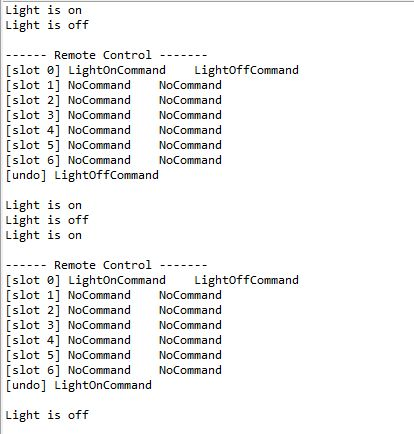 Light is on
Light is off
------ Remote Control -------
[slot 0] LightOnCommand    LightOffCommand
[slot 1] NoCommand    NoCommand
[slot 2] NoCommand    NoCommand
[slot 3] NoCommand    NoCommand
[slot 4] NoCommand    NoCommand
[slot 5] NoCommand    NoCommand
[slot 6] NoCommand    NoCommand
[undo] LightOffCommand
Light is on
Light is off
Light is on
------ Remote Control -------
[slot 0] LightOnCommand    LightOffCommand
[slot 1] NoCommand    NoCommand
[slot 2] NoCommand    NoCommand
[slot 3] NoCommand    NoCommand
[slot 4] NoCommand    NoCommand
[slot 5] NoCommand    NoCommand
[slot 6] NoCommand    NoCommand
[undo] LightOnCommand
Light is off